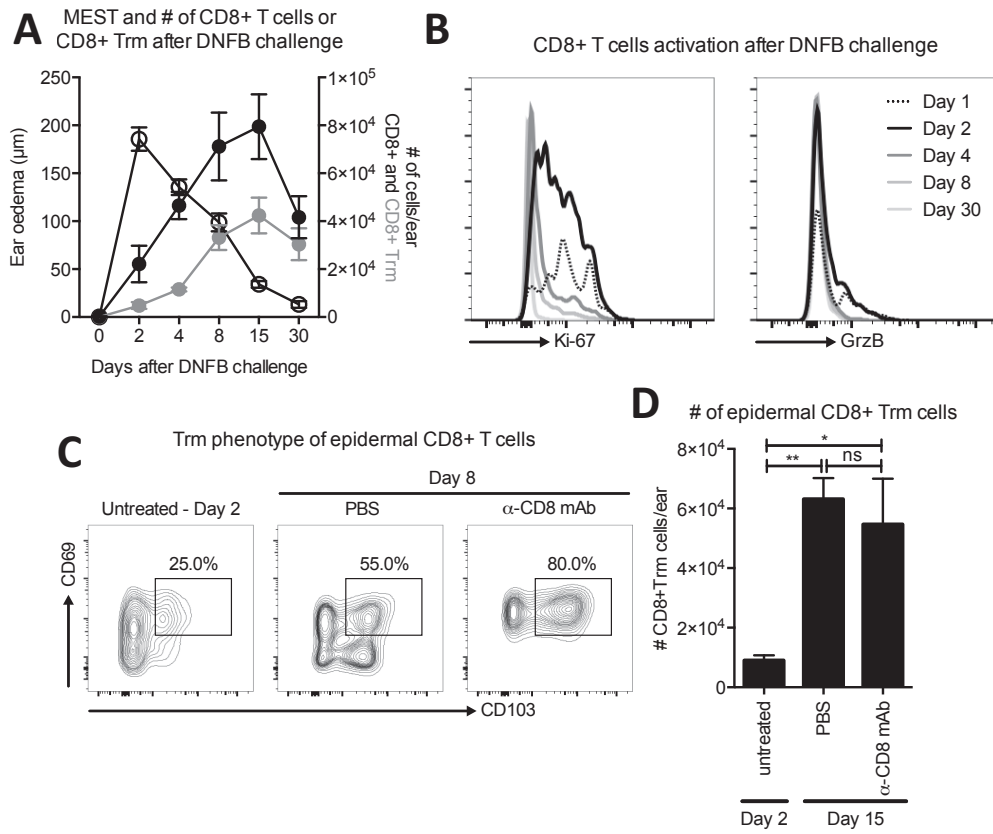 A
MEST and # of CD8+ T cells or
CD8+ Trm after DNFB challenge
250
200
150
100
50
0
Ear oedema (µm)
1×10⁵
8×10⁴
6×10⁴
4×10⁴
2×10⁴
0
# of cells/ear
CD8+ and CD8+ Trm
0 2 4 8 15 30
Days after DNFB challenge
B
CD8+ T cells activation after DNFB challenge
Ki-67
GrzB
Day 1
Day 2
Day 4
Day 8
Day 30
C
Trm phenotype of epidermal CD8+ T cells
Day 8
Untreated - Day 2
PBS
α-CD8 mAb
25.0%
55.0%
80.0%
CD69
CD103
D
# of epidermal CD8+ Trm cells
*
** ns
8×10⁴
6×10⁴
4×10⁴
2×10⁴
0
# CD8+Trm cells/ear
untreated
PBS
α-CD8 mAb
Day 2
Day 15